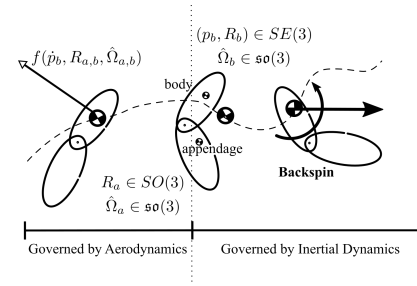 f(ṗ_b, R_{a,b}, Ω̂_{a,b})
(p_b, R_b) ∈ SE(3)
Ω̂_b ∈ 𝔰𝔬(3)
body
appendage
R_a ∈ SO(3)
Ω̂_a ∈ 𝔰𝔬(3)
Backspin
Governed by Aerodynamics
Governed by Inertial Dynamics